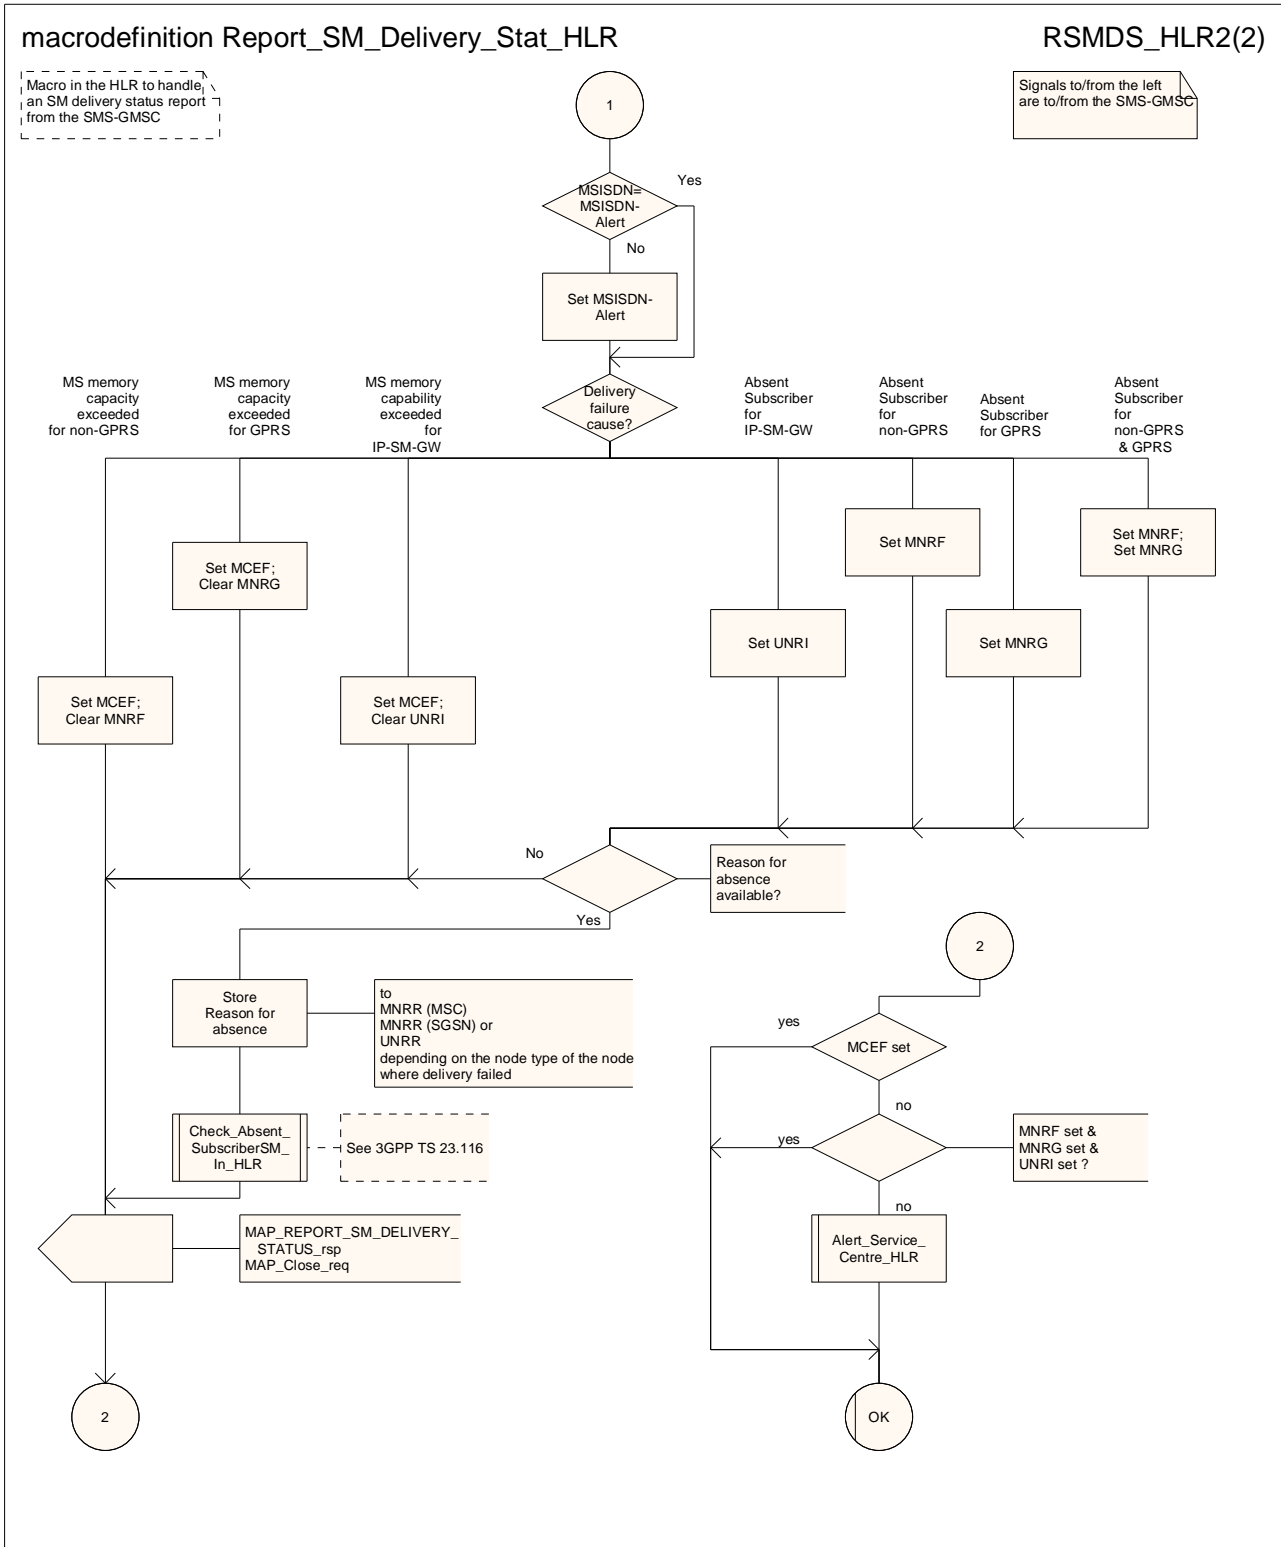 macrodefinition Report_SM_Delivery_Stat_HLR
RSMDS_HLR2(2)
Macro in the HLR to handle
an SM delivery status report
from the SMS-GMSC
Signals to/from the left
are to/from the SMS-GMSC
1
MSISDN=
MSISDN-
Alert
Yes
No
Set MSISDN-
Alert
Delivery
failure
cause?
MS memory
capacity
exceeded
for non-GPRS
MS memory
capacity
exceeded
for GPRS
MS memory
capability
exceeded
for
IP-SM-GW
Absent
Subscriber
for
IP-SM-GW
Absent
Subscriber
for
non-GPRS
Absent
Subscriber
for GPRS
Absent
Subscriber
for
non-GPRS
& GPRS
Set MCEF;
Clear MNRF
Set MCEF;
Clear MNRG
Set MCEF;
Clear UNRI
Set UNRI
Set MNRF
Set MNRG
Set MNRF;
Set MNRG
No
Reason for
absence
available?
Yes
Store
Reason for
absence
to
MNRR (MSC)
MNRR (SGSN) or
UNRR
depending on the node type of the node
where delivery failed
Check_Absent_
SubscriberSM_
In_HLR
See 3GPP TS 23.116
MAP_REPORT_SM_DELIVERY_
STATUS_rsp
MAP_Close_req
2
2
yes
MCEF set
no
yes
MNRF set &
MNRG set &
UNRI set ?
no
Alert_Service_
Centre_HLR
OK